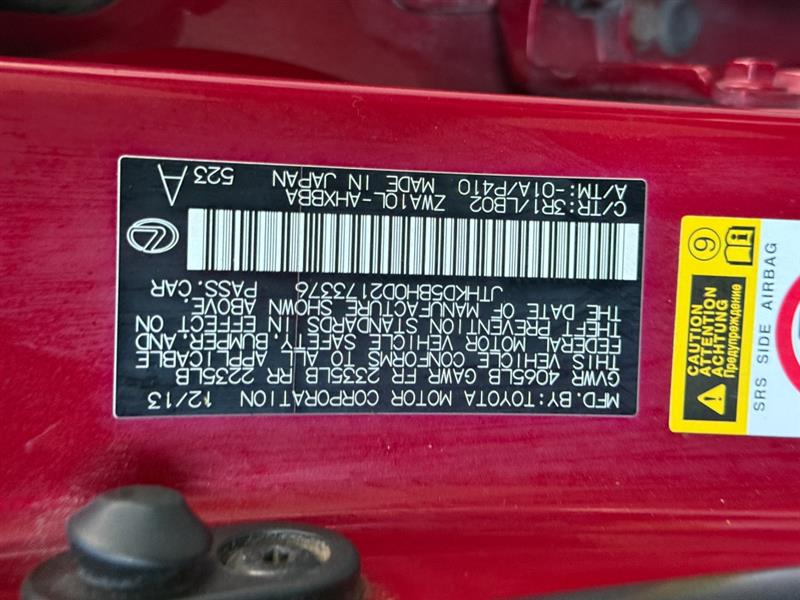 MFD.BY:TOYOTA MOTOR CORPORATION 12/13
GVWR 4065LB GAWR FR 2335LB RR 2235LB
THIS VEHICLE CONFORMS TO ALL APPLICABLE
FEDERAL MOTOR VEHICLE SAFETY, BUMPER, AND
THEFT PREVENTION STANDARDS IN EFFECT ON
THE DATE OF MANUFACTURE SHOWN ABOVE.
JTHKD5BH0D2173376 PASS.CAR
C/TR:3R1/LB02 ZWA10L-AHXBBA A
A/TM:-01A/P410 MADE IN JAPAN 523
9
CAUTION
ATTENTION
ACHTUNG
Предупреждение
SRS SIDE AIRBAG